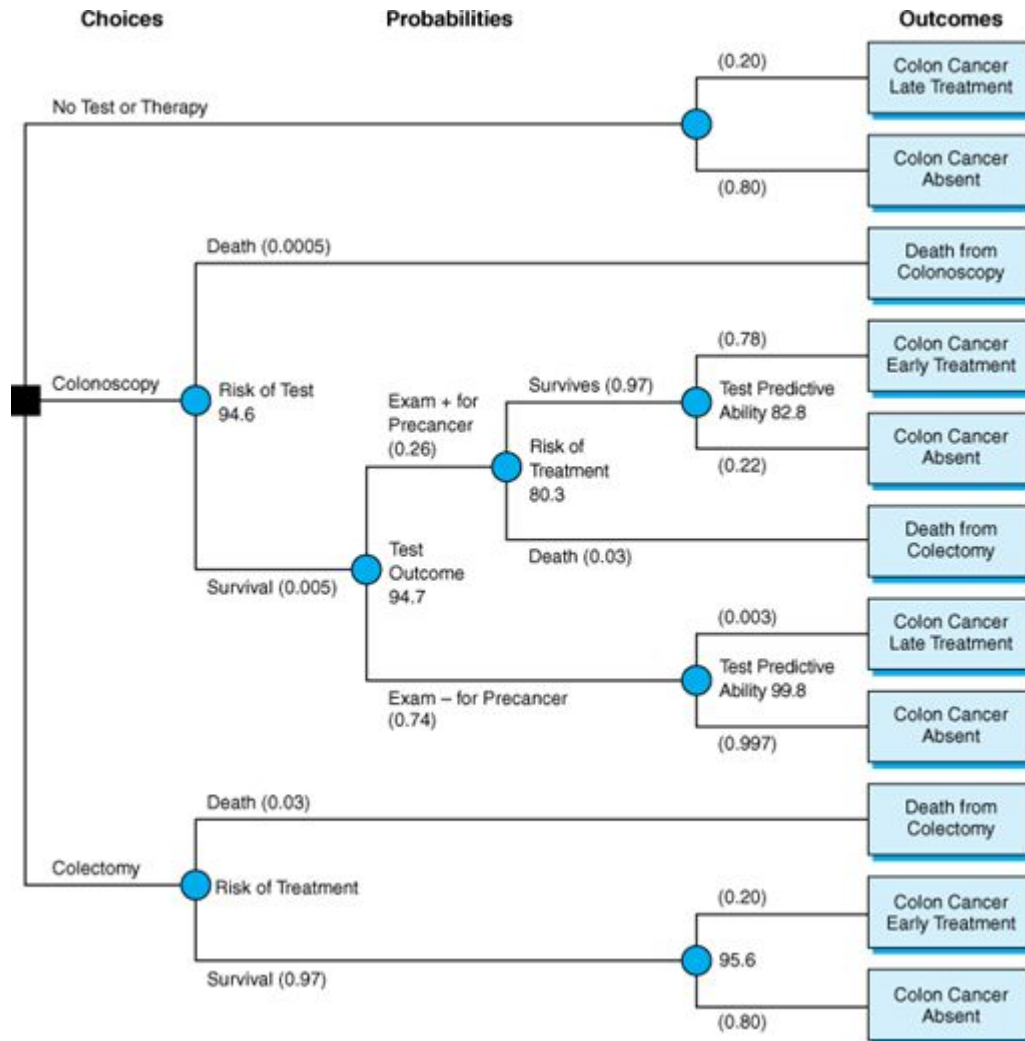 Choices
Probabilities
Outcomes
No Test or Therapy
(0.20)
Colon Cancer
Late Treatment
(0.80)
Colon Cancer
Absent
Death (0.0005)
Death from
Colonoscopy
Colonoscopy
Risk of Test
94.6
Survival (0.005)
Test
Outcome
94.7
Exam + for
Precancer
(0.26)
Risk of
Treatment
80.3
Survives (0.97)
Test Predictive
Ability 82.8
(0.78)
Colon Cancer
Early Treatment
(0.22)
Colon Cancer
Absent
Death (0.03)
Death from
Colectomy
Exam – for Precancer
(0.74)
Test Predictive
Ability 99.8
(0.003)
Colon Cancer
Late Treatment
(0.997)
Colon Cancer
Absent
Colectomy
Risk of Treatment
Death (0.03)
Death from
Colectomy
Survival (0.97)
95.6
(0.20)
Colon Cancer
Early Treatment
(0.80)
Colon Cancer
Absent